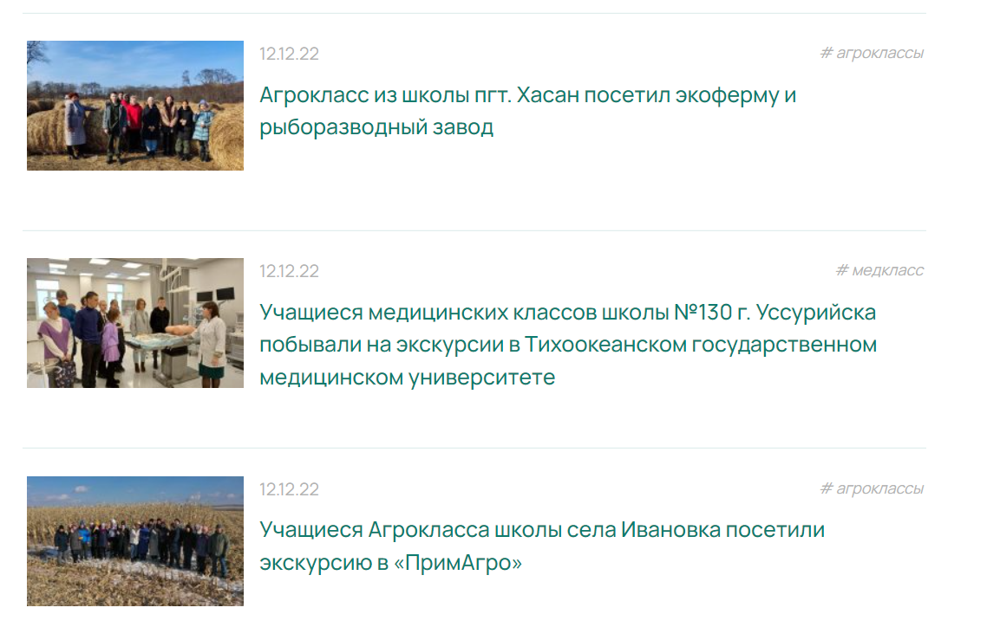 12.12.22
# агроклассы
Агрокласс из школы пгт. Хасан посетил экоферму и
рыборазводный завод
12.12.22
# медкласс
Учащиеся медицинских классов школы №130 г. Уссурийска
побывали на экскурсии в Тихоокеанском государственном
медицинском университете
12.12.22
# агроклассы
Учащиеся Агрокласса школы села Ивановка посетили
экскурсию в «ПримАгро»